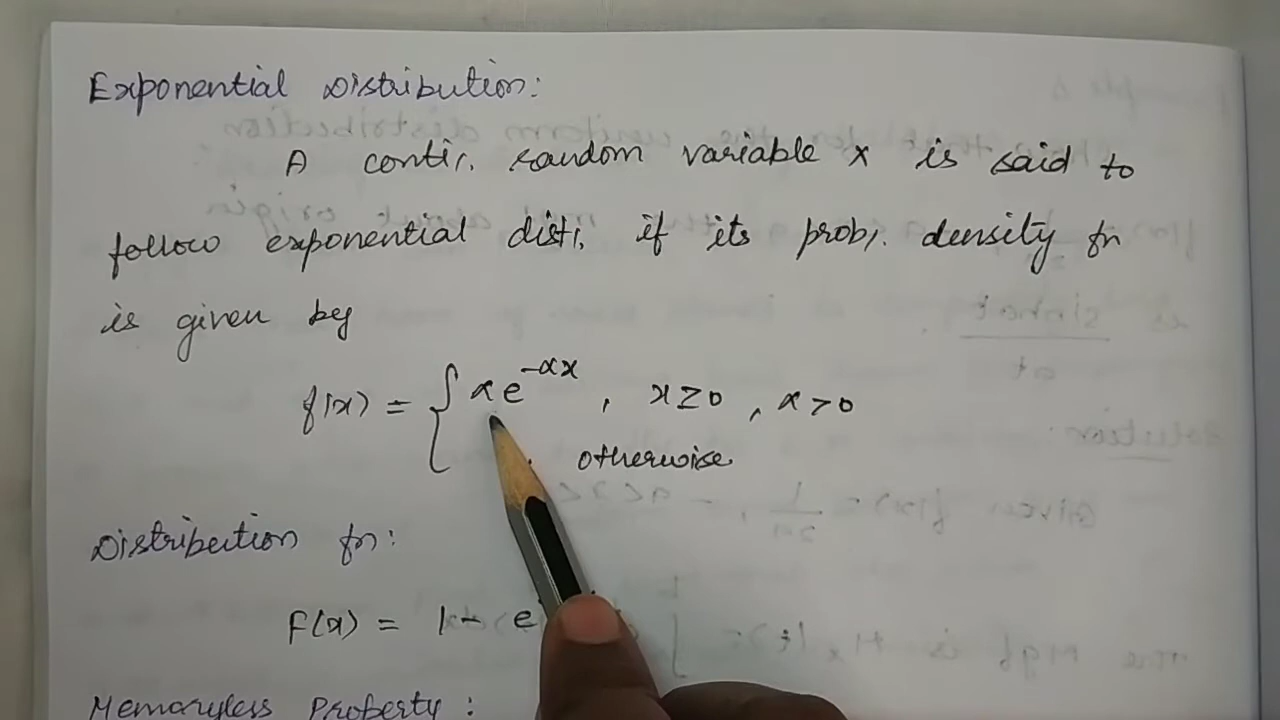 Exponential Distribution:
A conti. random variable X is said to
follow exponential disti. if its prob. density fn
is given by
f(x) = { αe^{-αx} , x ≥ 0 , α > 0
otherwise
Distribution fn:
F(x) = 1 - e
Memaryless Property :